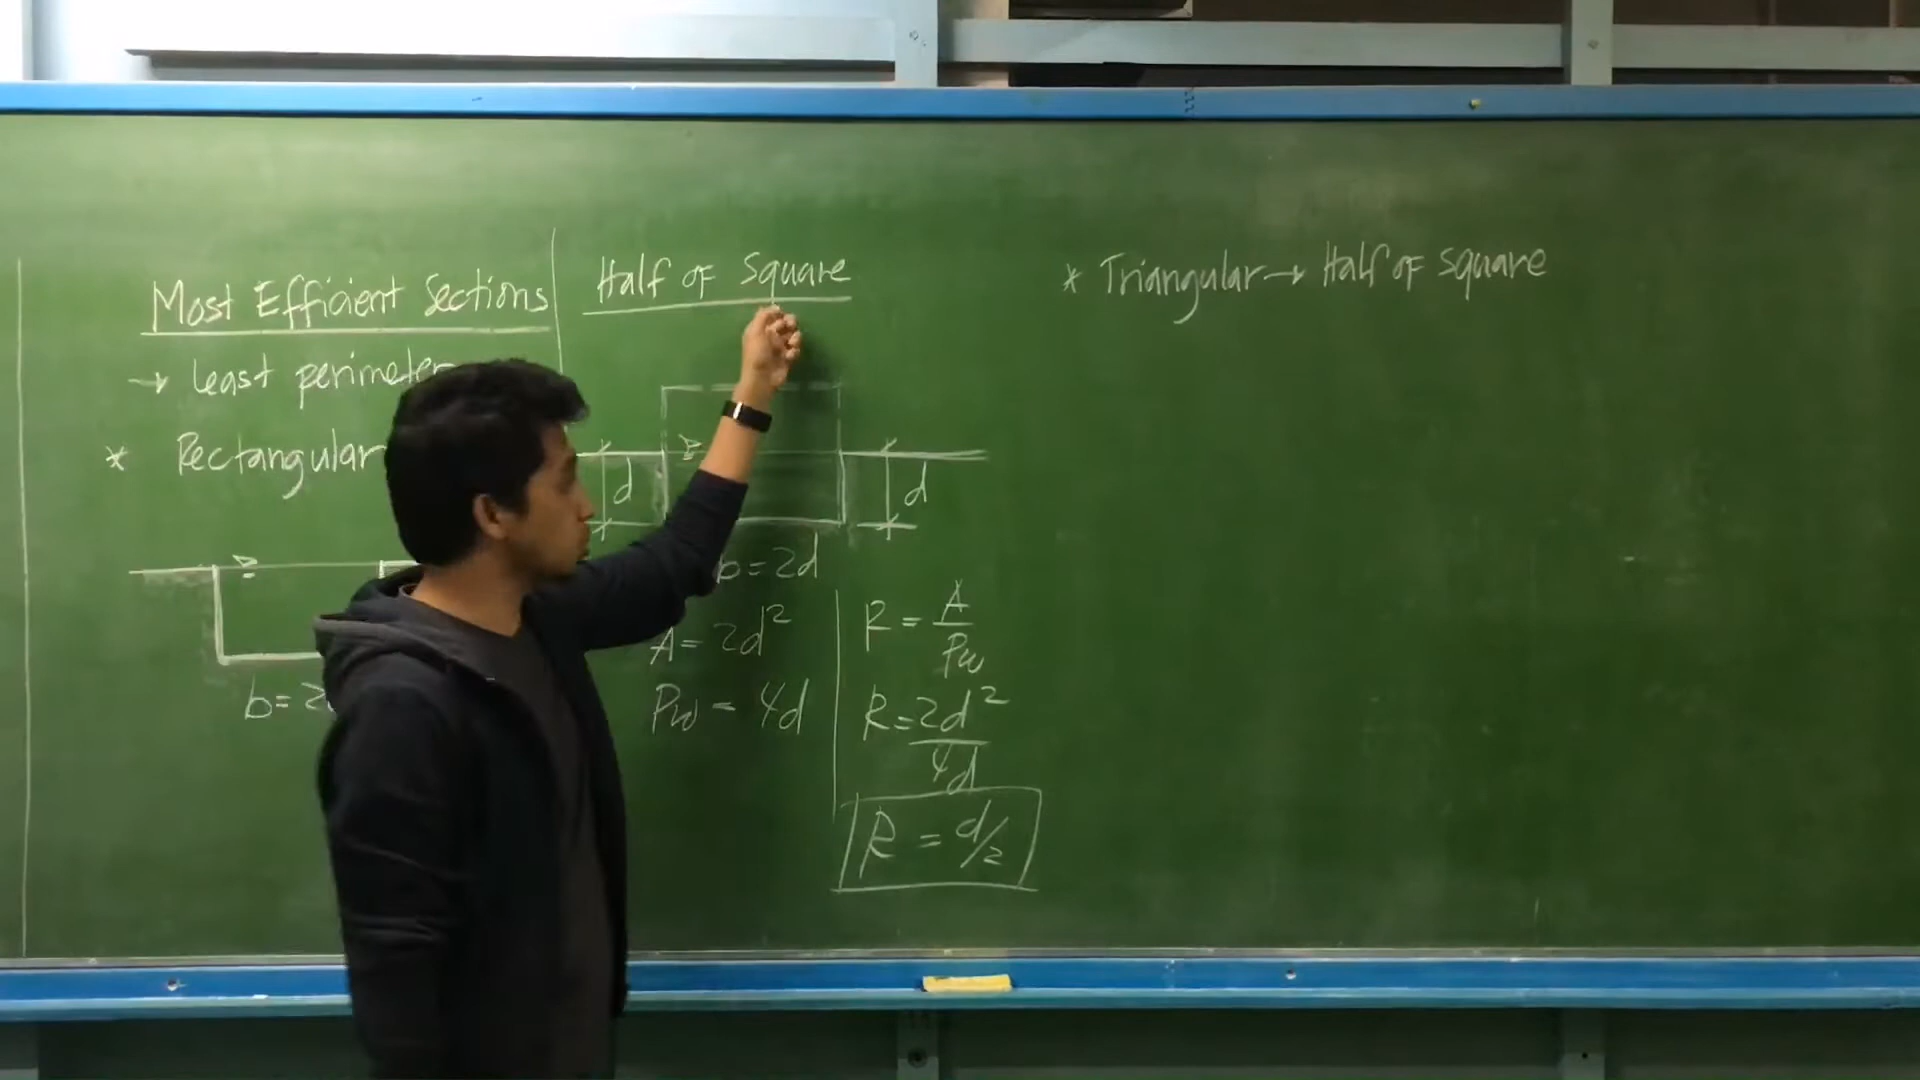 Most Efficient Sections
→ least perimeter
* Rectangular
b=2
Half of Square
d
d
b=2d
A=2d²
Pw = 4d
R = A/Pw
R = 2d²/4d
R = d/2
* Triangular → Half of square